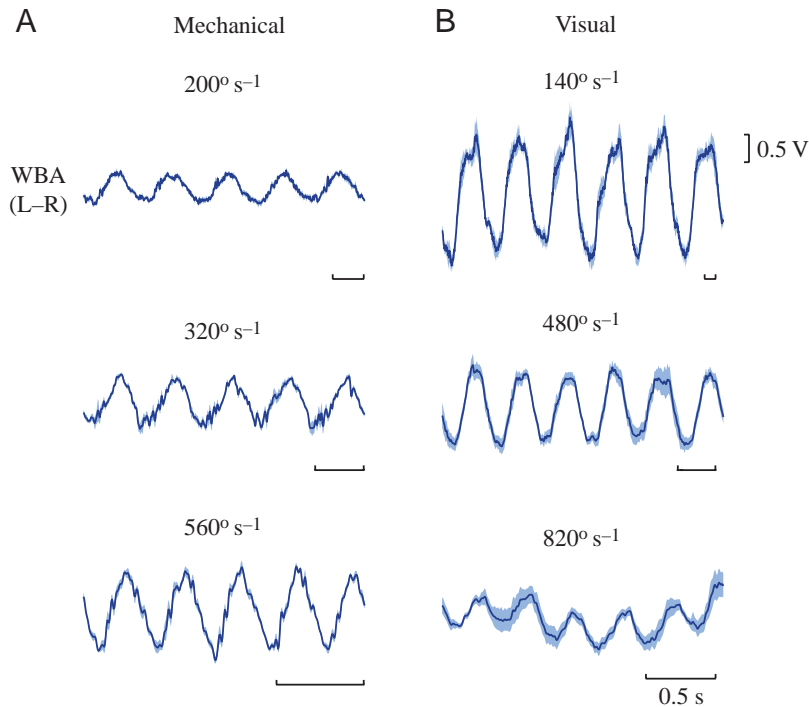 A
Mechanical
B
Visual
200° s–1
140° s–1
0.5 V
WBA
(L–R)
320° s–1
480° s–1
560° s–1
820° s–1
0.5 s